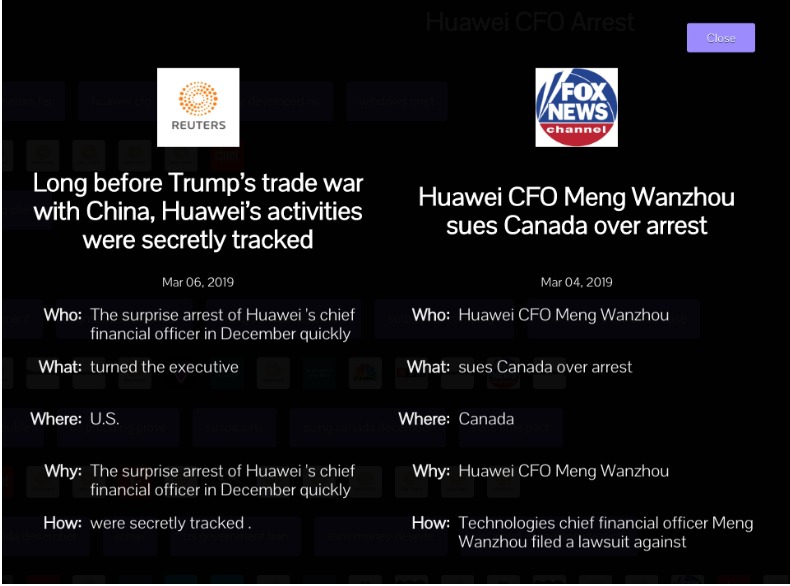 Huawei CFO Arrest
Close
REUTERS
Long before Trump's trade war
with China, Huawei's activities
were secretly tracked
Mar 06, 2019
Who: The surprise arrest of Huawei 's chief
financial officer in December quickly
What: turned the executive
Where: U.S.
Why: The surprise arrest of Huawei 's chief
financial officer in December quickly
How: were secretly tracked .
FOX
NEWS
channel
Huawei CFO Meng Wanzhou
sues Canada over arrest
Mar 04, 2019
Who: Huawei CFO Meng Wanzhou
What: sues Canada over arrest
Where: Canada
Why: Huawei CFO Meng Wanzhou
How: Technologies chief financial officer Meng
Wanzhou filed a lawsuit against